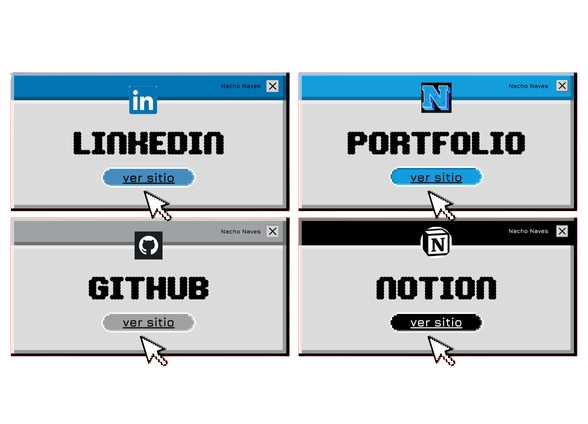 Nacho Naves
in
LINKEDIN
ver sitio
Nacho Naves
N
PORTFOLIO
ver sitio
Nacho Naves
GITHUB
ver sitio
Nacho Naves
N
NOTION
ver sitio